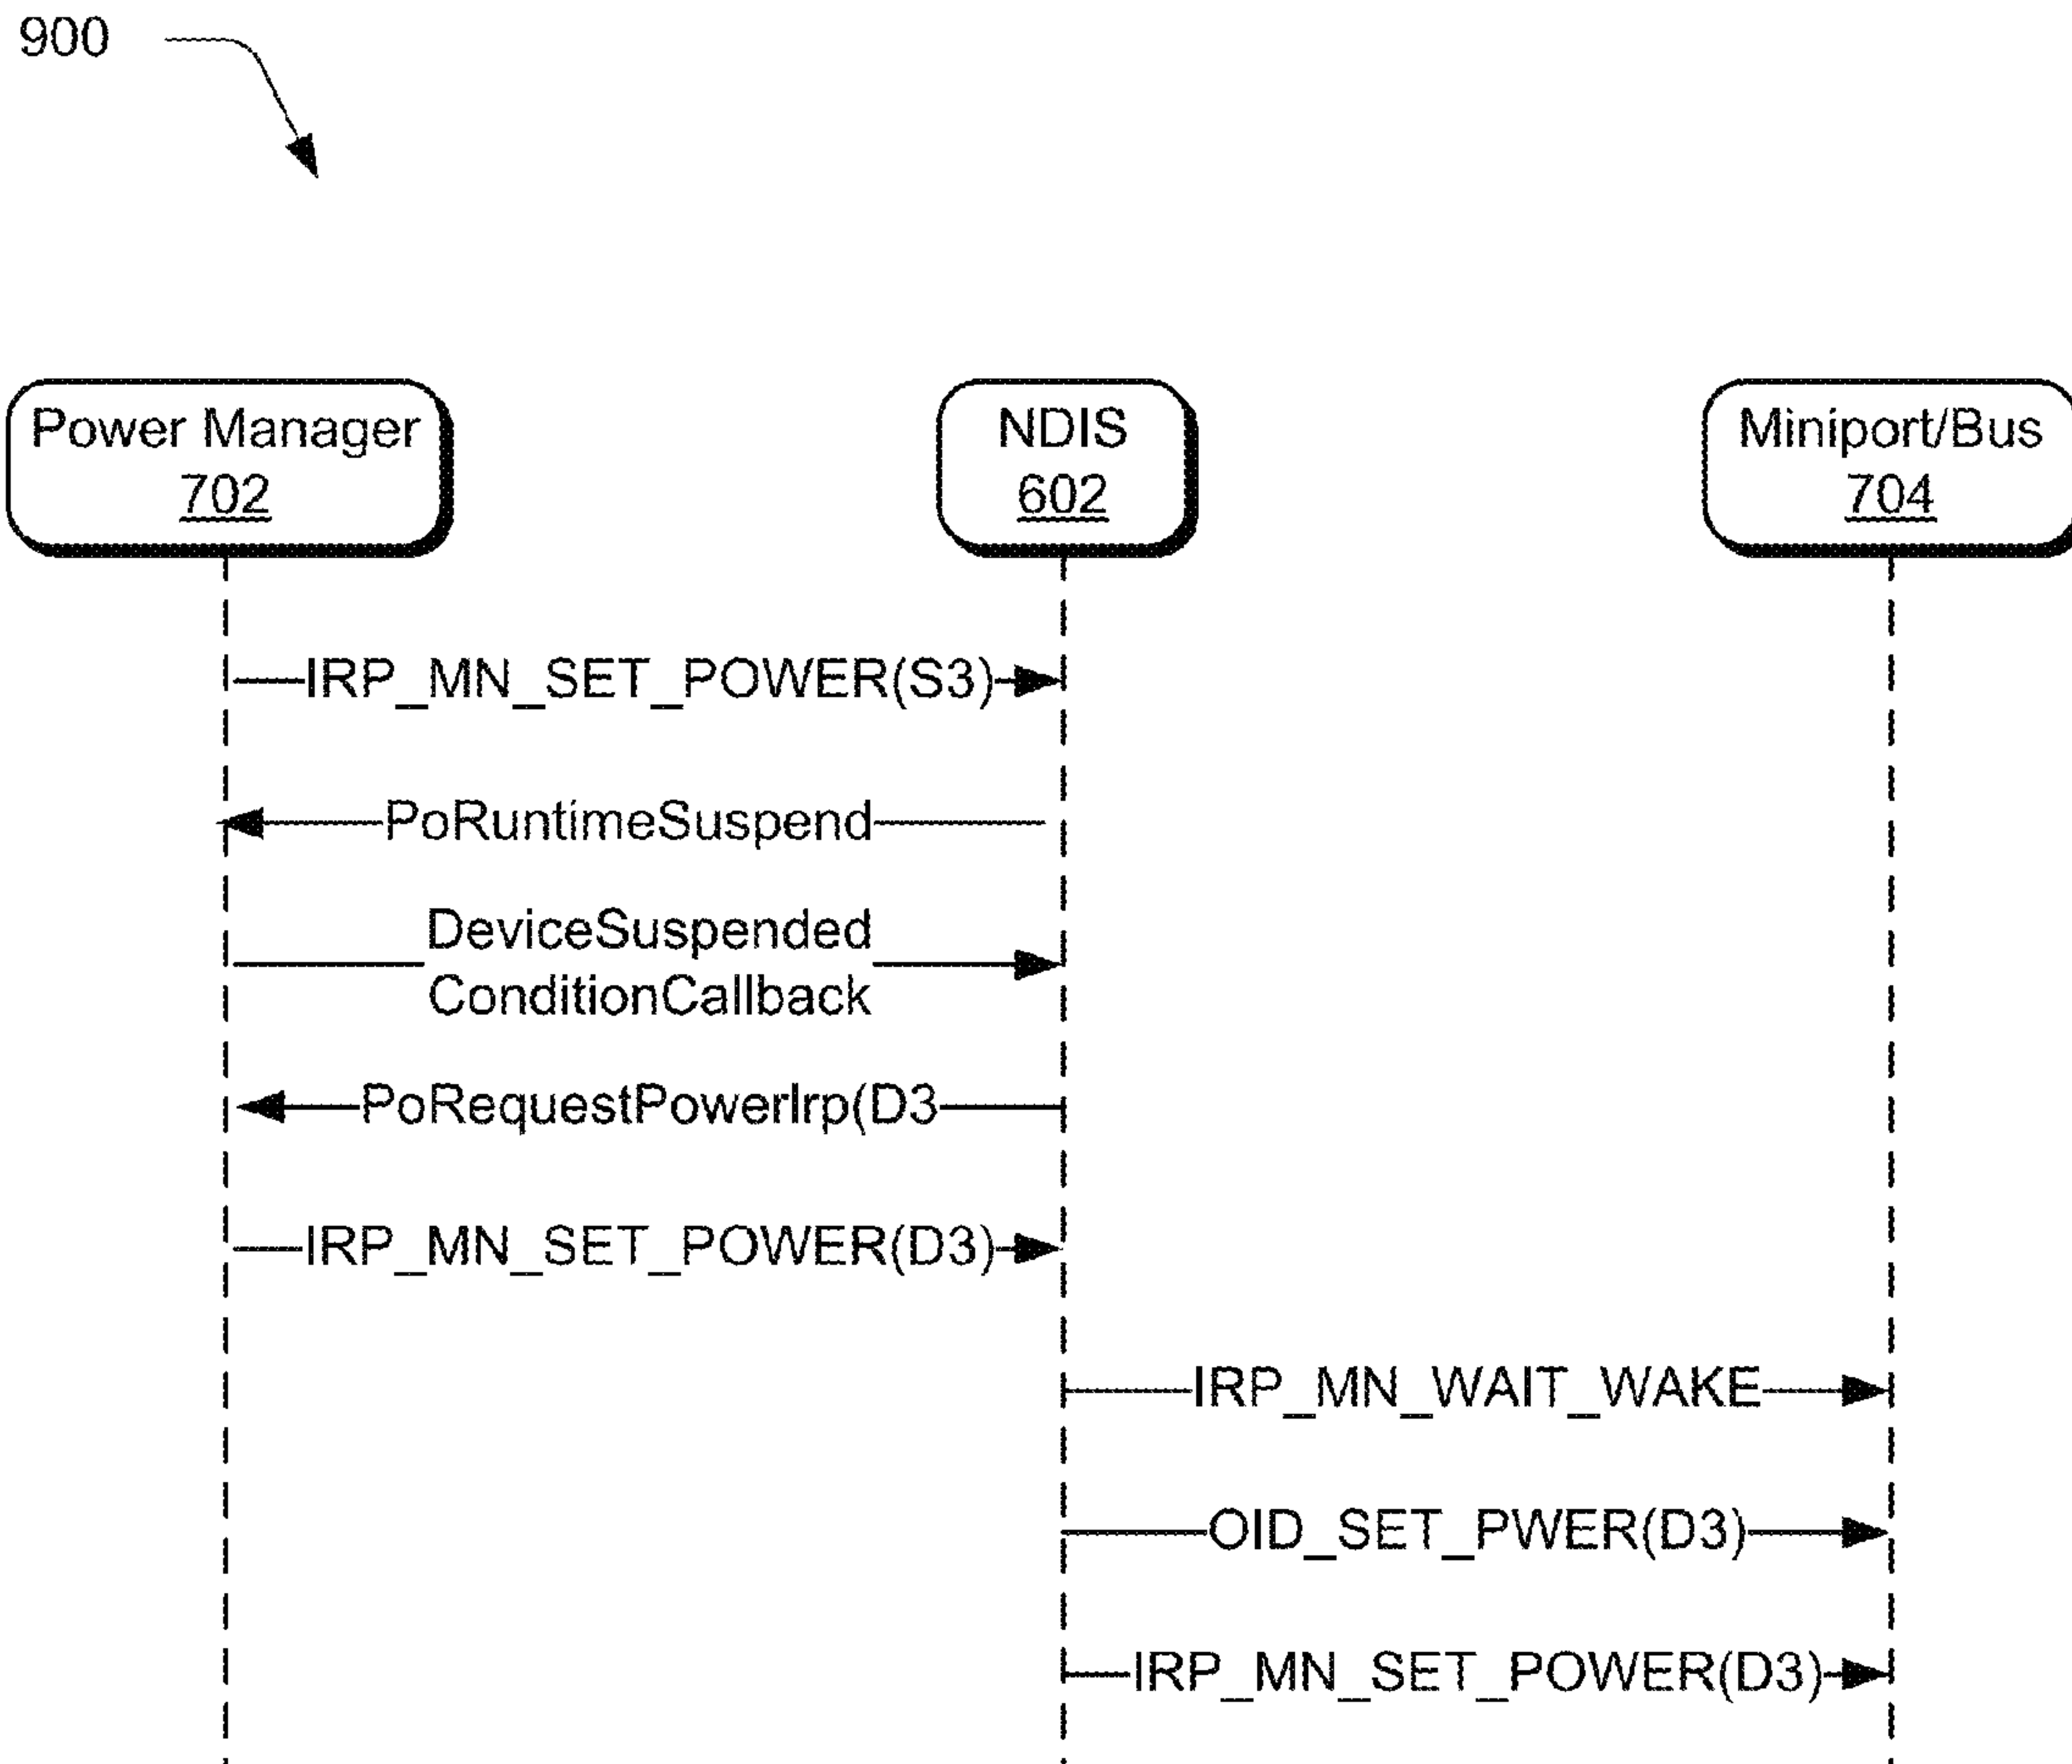 900
Power Manager
702
NDIS
602
Miniport/Bus
704
IRP_MN_SET_POWER(S3)
PoRuntimeSuspend
DeviceSuspended
ConditionCallback
PoRequestPowerIrp(D3
IRP_MN_SET_POWER(D3)
IRP_MN_WAIT_WAKE
OID_SET_PWER(D3)
IRP_MN_SET_POWER(D3)